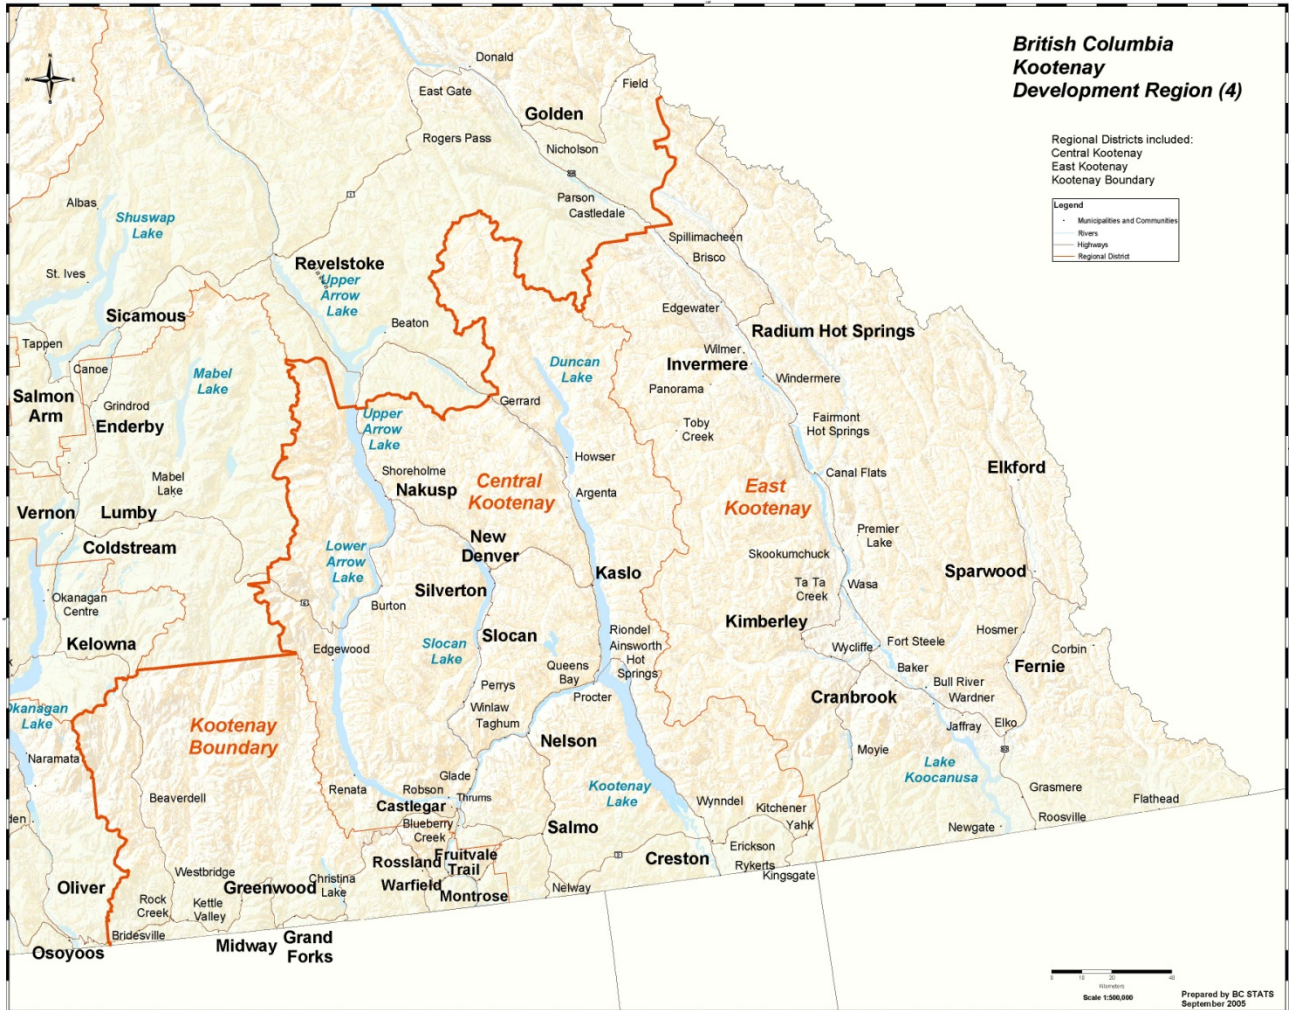 British Columbia
Kootenay
Development Region (4)
Regional Districts included:
Central Kootenay
East Kootenay
Kootenay Boundary
Legend
Municipalities and Communities
Rivers
Highways
Regional District
N
W
E
S
Donald
Field
East Gate
Golden
Rogers Pass
Nicholson
Parson
Castledale
1
Albas
Shuswap
Lake
Spillimacheen
Brisco
St. Ives
Revelstoke
Upper
Arrow
Lake
Edgewater
Sicamous
Beaton
Radium Hot Springs
Tappen
Canoe
Wilmer
Invermere
Duncan
Lake
Mabel
Lake
Windermere
Panorama
Salmon
Arm
Grindrod
Enderby
Gerrard
Upper
Arrow
Lake
Toby
Creek
Fairmont
Hot Springs
Howser
Shoreholme
Nakusp
Central
Kootenay
Canal Flats
Elkford
Mabel
Lake
Argenta
East
Kootenay
Vernon
Lumby
Coldstream
New
Denver
Premier
Lake
Lower
Arrow
Lake
Skookumchuck
Kaslo
Sparwood
Silverton
Ta Ta
Creek
Wasa
Okanagan
Centre
6
Burton
Kimberley
Kelowna
Slocan
Riondel
Ainsworth
Hot
Springs
Hosmer
Corbin
Edgewood
Slocan
Lake
Wycliffe
Fort Steele
Queens
Bay
Baker
Fernie
Perrys
Procter
Bull River
Wardner
Cranbrook
Okanagan
Lake
Winlaw
Taghum
Kootenay
Boundary
Jaffray
Elko
Nelson
Moyie
Naramata
Glade
Lake
Koocanusa
Beaverdell
Renata
Robson
Thrums
Castlegar
Kootenay
Lake
Grasmere
Wynndel
Kitchener
Flathead
Blueberry
Creek
Salmo
Yahk
Newgate
Roosville
den
Fruitvale
Trail
Rossland
Creston
3
Erickson
Rykerts
Kingsgate
Westbridge
Greenwood
Christina
Lake
Warfield
Montrose
Nelway
Oliver
Rock
Creek
Kettle
Valley
Bridesville
Midway
Grand
Forks
Osoyoos
0
10
20
40
Kilometers
Scale 1:500,000
Prepared by BC STATS
September 2005